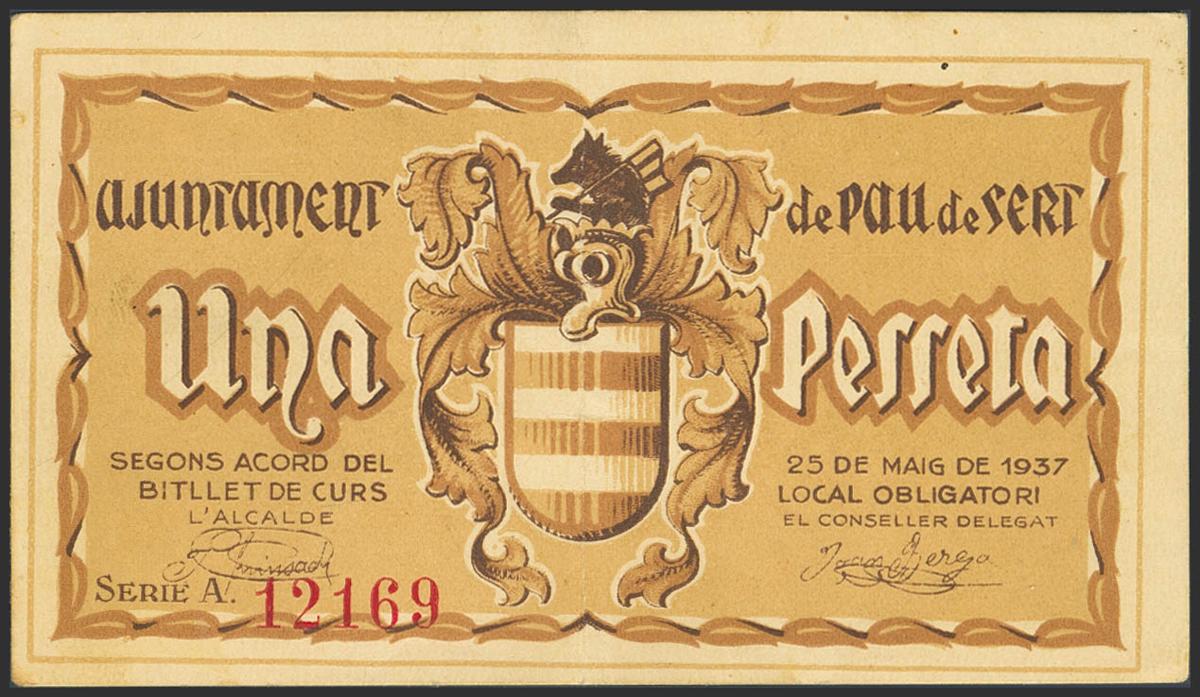 AJUNTAMENT de PAU de SERT
Una Pesseta
SEGONS ACORD DEL 25 DE MAIG DE 1937
BITLLET DE CURS LOCAL OBLIGATORI
L'ALCALDE EL CONSELLER DELEGAT
SERIE A. 12169